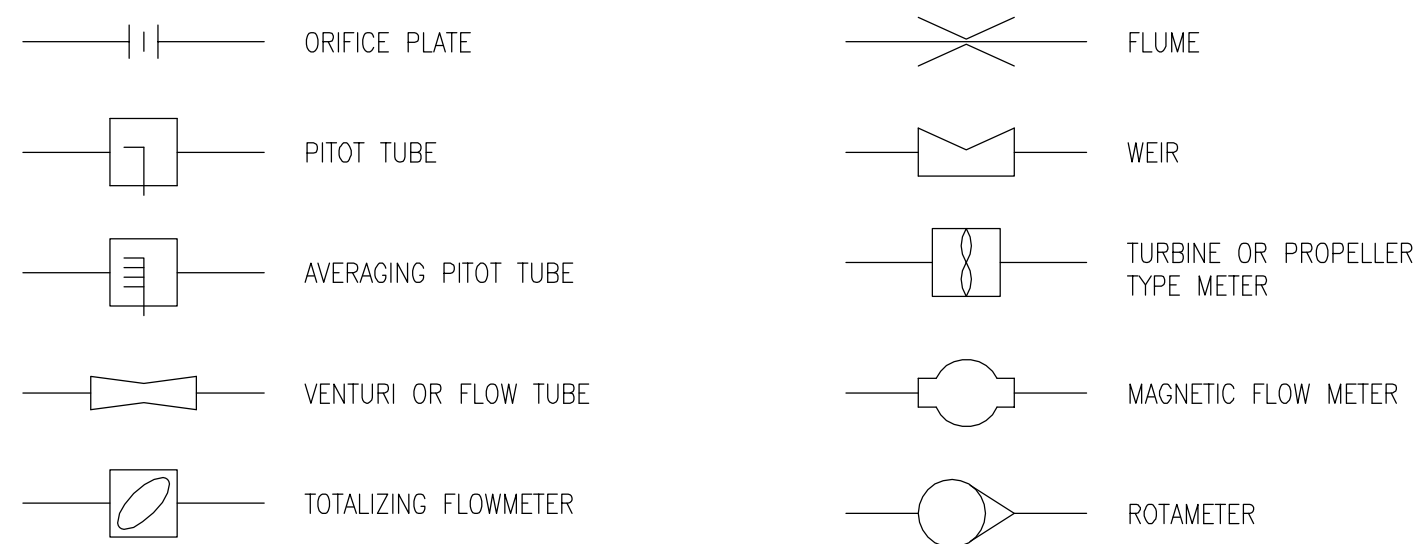 ORIFICE PLATE
PITOT TUBE
AVERAGING PITOT TUBE
VENTURI OR FLOW TUBE
TOTALIZING FLOWMETER
FLUME
WEIR
TURBINE OR PROPELLER
TYPE METER
MAGNETIC FLOW METER
ROTAMETER